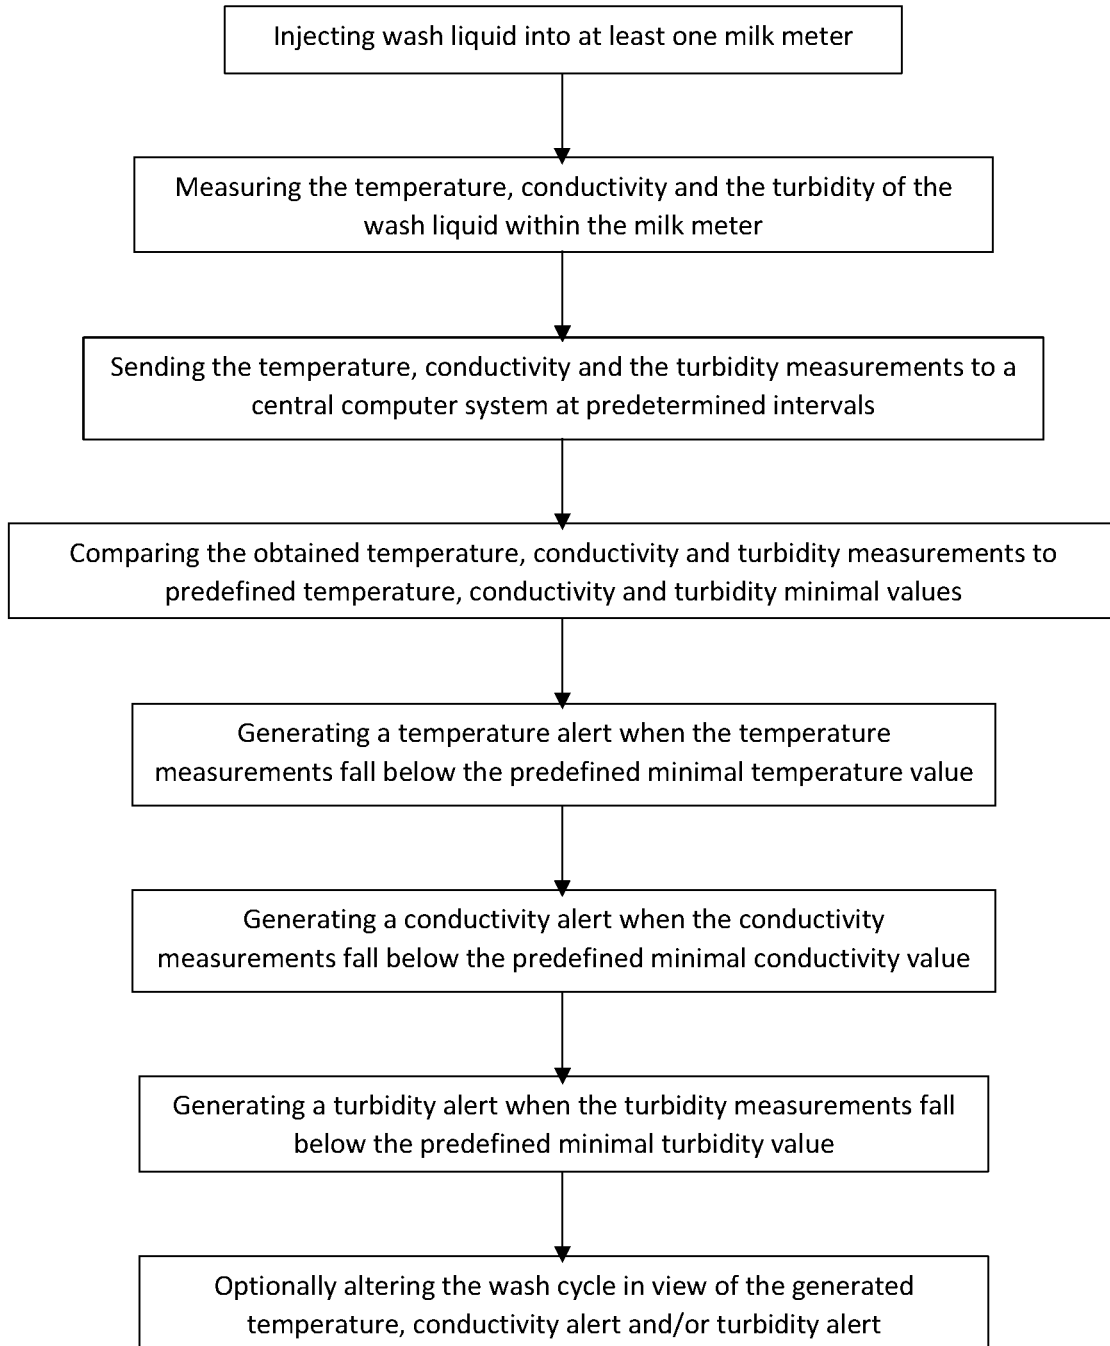 Injecting wash liquid into at least one milk meter
Measuring the temperature, conductivity and the turbidity of the
wash liquid within the milk meter
Sending the temperature, conductivity and the turbidity measurements to a
central computer system at predetermined intervals
Comparing the obtained temperature, conductivity and turbidity measurements to
predefined temperature, conductivity and turbidity minimal values
Generating a temperature alert when the temperature
measurements fall below the predefined minimal temperature value
Generating a conductivity alert when the conductivity
measurements fall below the predefined minimal conductivity value
Generating a turbidity alert when the turbidity measurements fall
below the predefined minimal turbidity value
Optionally altering the wash cycle in view of the generated
temperature, conductivity alert and/or turbidity alert